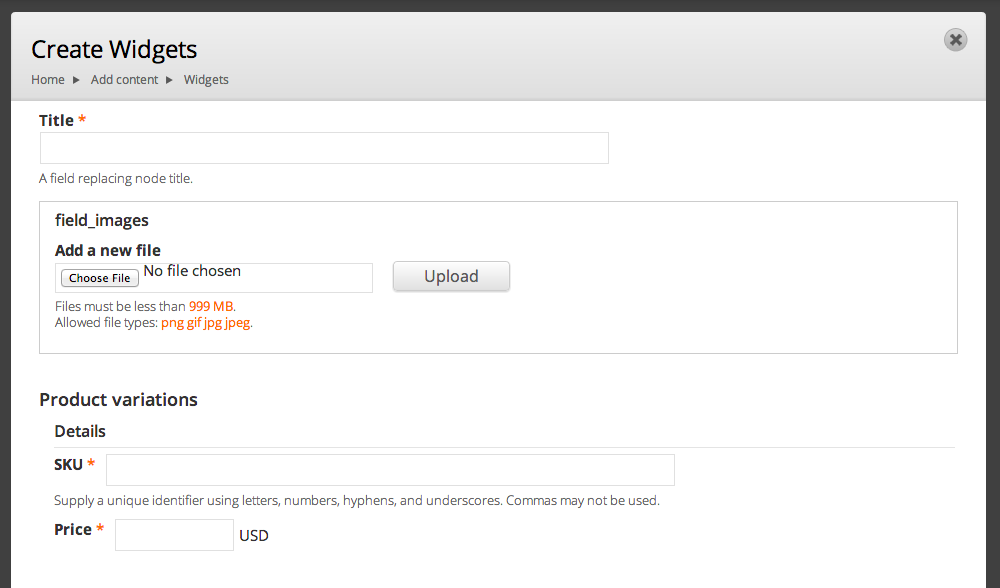 Create Widgets
Home ▶ Add content ▶ Widgets
Title *
A field replacing node title.
field_images
Add a new file
Choose File No file chosen
Upload
Files must be less than 999 MB.
Allowed file types: png gif jpg jpeg.
Product variations
Details
SKU *
Supply a unique identifier using letters, numbers, hyphens, and underscores. Commas may not be used.
Price * USD